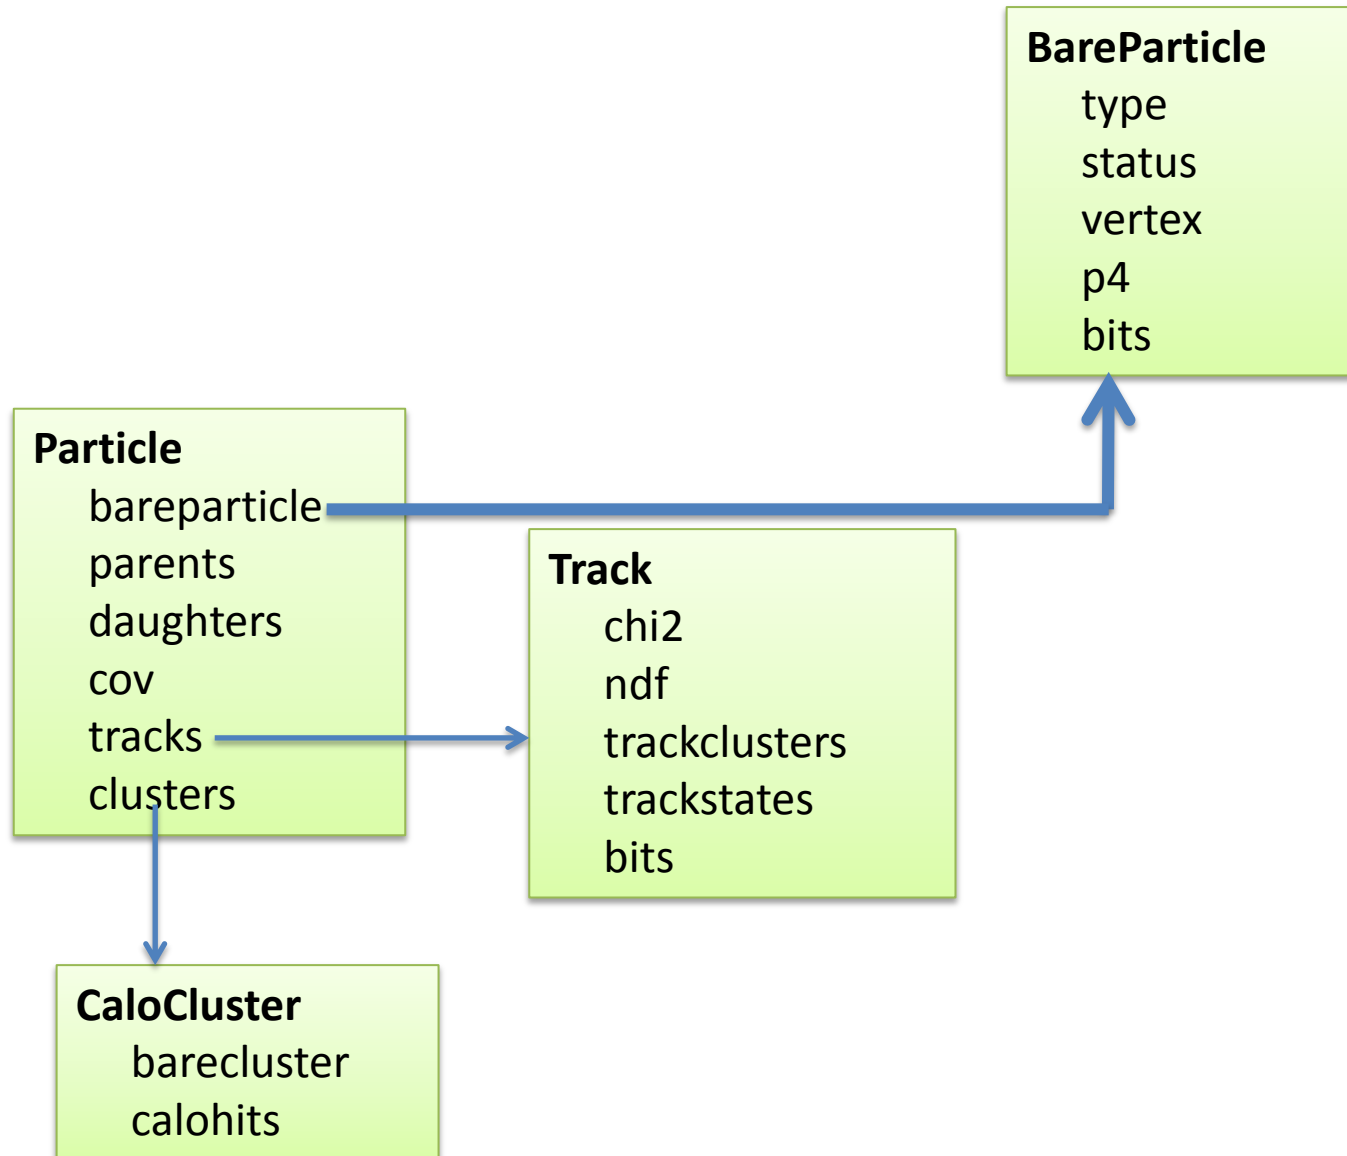 BareParticle
type
status
vertex
p4
bits
Particle
bareparticle
parents
daughters
cov
tracks
clusters
Track
chi2
ndf
trackclusters
trackstates
bits
CaloCluster
barecluster
calohits